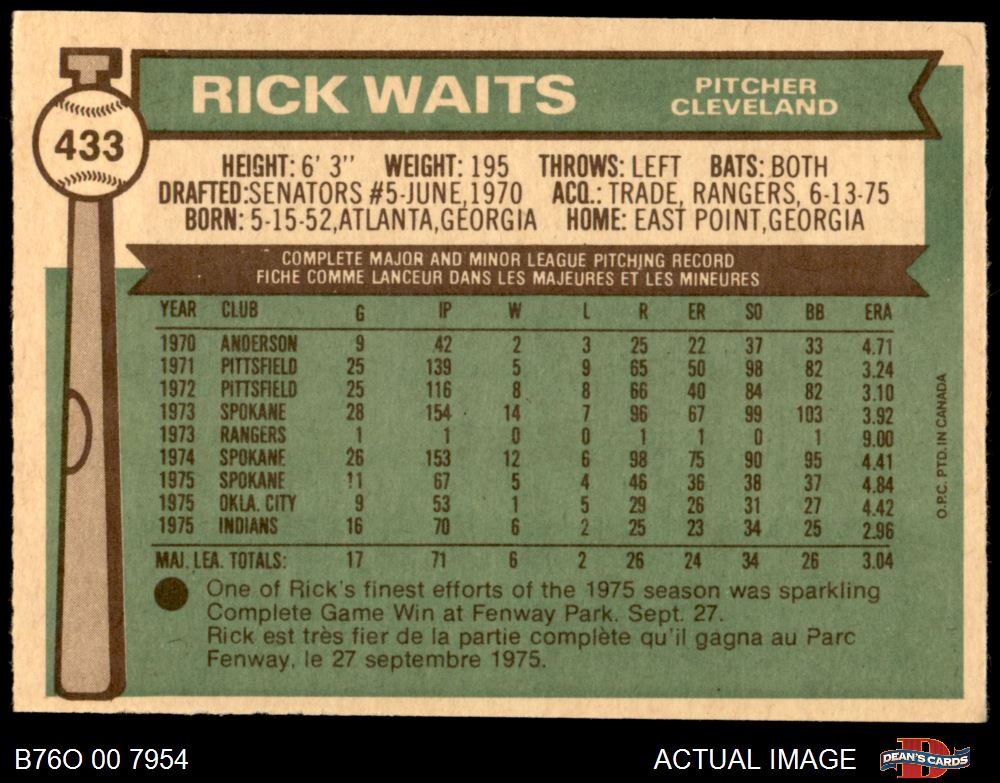 RICK WAITS
PITCHER
CLEVELAND
433
HEIGHT: 6' 3" WEIGHT: 195 THROWS: LEFT BATS: BOTH
DRAFTED:SENATORS #5-JUNE,1970 ACQ.: TRADE, RANGERS, 6-13-75
BORN: 5-15-52,ATLANTA,GEORGIA HOME: EAST POINT,GEORGIA
COMPLETE MAJOR AND MINOR LEAGUE PITCHING RECORD
FICHE COMME LANCEUR DANS LES MAJEURES ET LES MINEURES
YEAR CLUB G IP W L R ER SO BB ERA
1970 ANDERSON 9 42 2 3 25 22 37 33 4.71
1971 PITTSFIELD 25 139 5 9 65 50 98 82 3.24
1972 PITTSFIELD 25 116 8 8 66 40 84 82 3.10
1973 SPOKANE 28 154 14 7 96 67 99 103 3.92
1973 RANGERS 1 1 0 0 1 1 0 1 9.00
1974 SPOKANE 26 153 12 6 98 75 90 95 4.41
1975 SPOKANE 11 67 5 4 46 36 38 37 4.84
1975 OKLA. CITY 9 53 1 5 29 26 31 27 4.42
1975 INDIANS 16 70 6 2 25 23 34 25 2.96
MAJ. LEA. TOTALS: 17 71 6 2 26 24 34 26 3.04
One of Rick's finest efforts of the 1975 season was sparkling
Complete Game Win at Fenway Park. Sept. 27.
Rick est très fier de la partie complète qu'il gagna au Parc
Fenway, le 27 septembre 1975.
O.P.C. PTD. IN CANADA
B76O 00 7954
ACTUAL IMAGE
DEAN'S CARDS